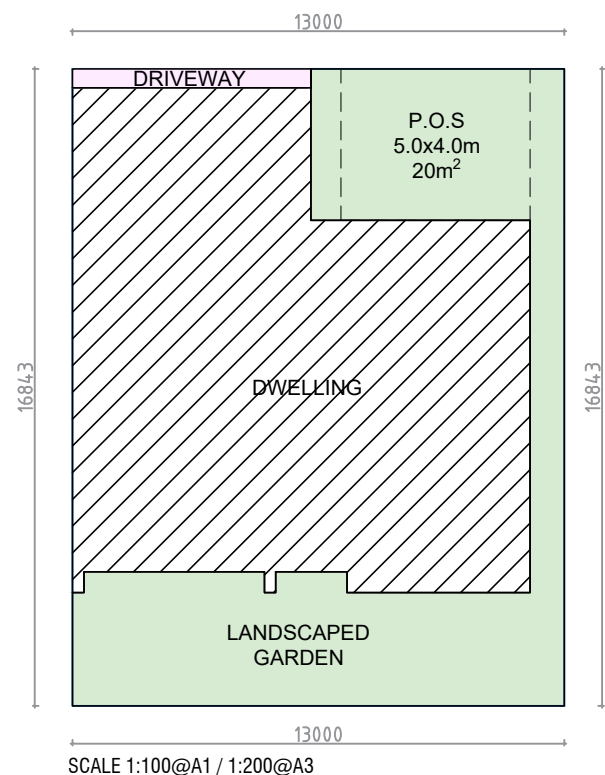 13000
DRIVEWAY
P.O.S
5.0x4.0m
20m²
16843
16843
DWELLING
LANDSCAPED
GARDEN
13000
SCALE 1:100@A1 / 1:200@A3